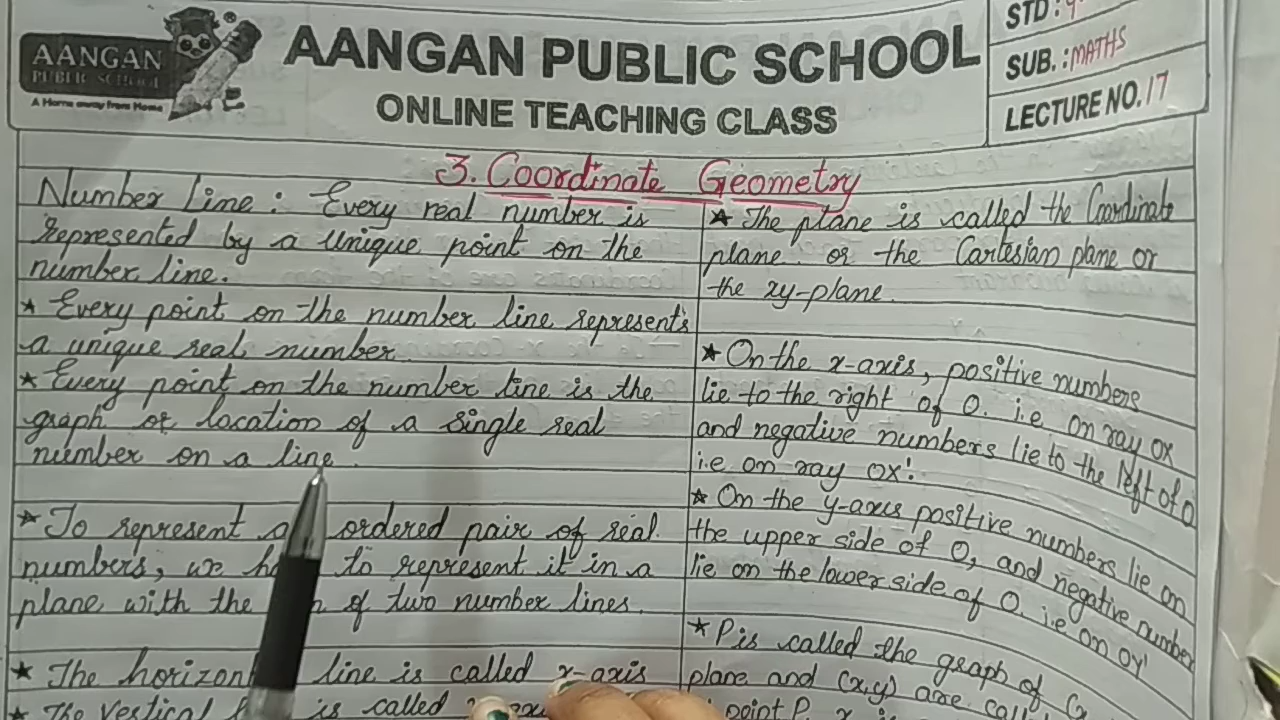 AANGAN
PUBLIC SCHOOL
A Home away from Home
AANGAN PUBLIC SCHOOL
ONLINE TEACHING CLASS
STD :
SUB. : MATHS
LECTURE NO. 17
3. Coordinate Geometry
Number Line : Every real number is
represented by a unique point on the
number line.
* Every point on the number line represents
a unique real number.
* Every point on the number line is the
graph or location of a single real
number on a line.
* To represent ordered pair of real
numbers, we to represent it in a
plane with the of two number lines.
* The line is called x-axis
* The Vertical is called
* The plane is called the Coordinate
plane. or the Cartesian plane or
the xy-plane.
* On the x-axis, positive numbers
lie to the right of O. i.e on ray ox
and negative numbers lie to the left of O
i.e on ray ox'.
* On the y-axis positive numbers lie on
the upper side of O, and negative number
lie on the lower side of O. i.e on oy'
* P is called the graph of
plane and (x,y) are
point P.